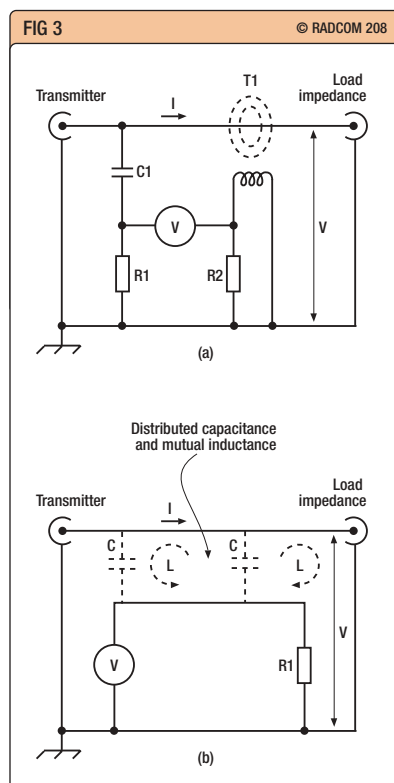 FIG 3
© RADCOM 208
T1
Transmitter
I
Load
impedance
C1
V
V
R1
R2
(a)
Distributed capacitance
and mutual inductance
Transmitter
I
Load
impedance
C
C
L
L
V
V
R1
(b)